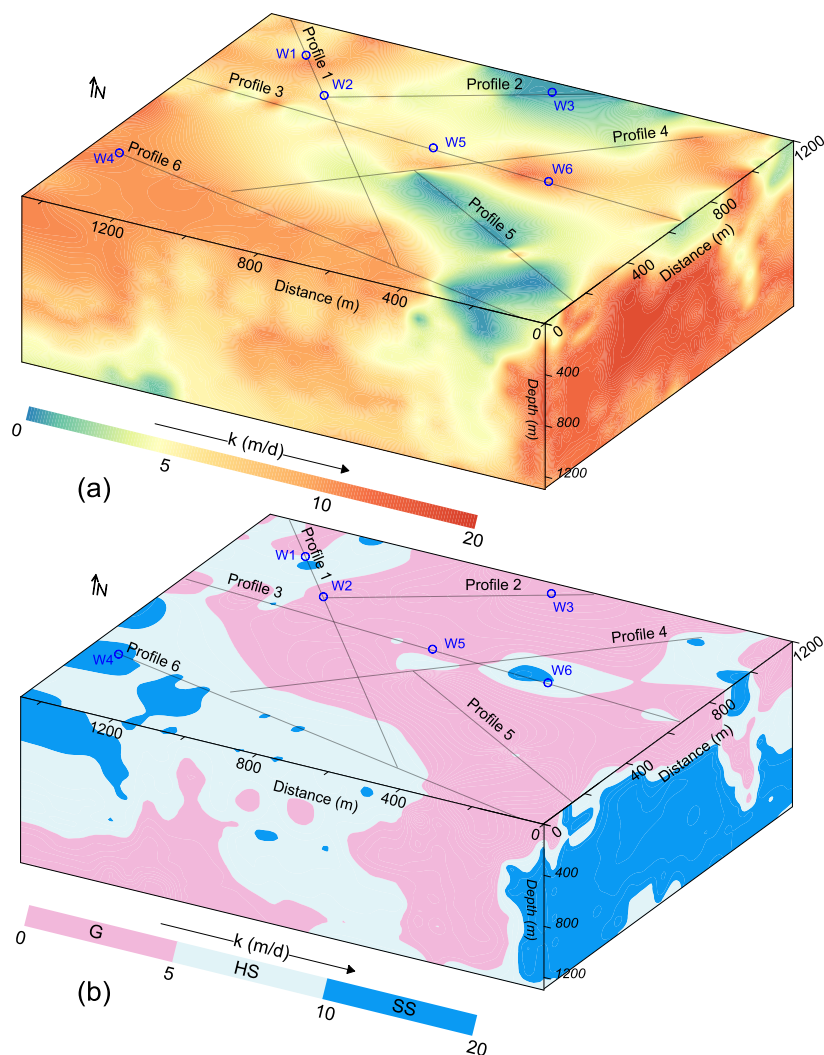 Profile 1
W1
W2
Profile 2
W3
Profile 3
N
Profile 4
1200
W5
W4
Profile 6
W6
800
Profile 5
1200
Distance (m)
400
800
Distance (m)
400
0
0
400
Depth (m)
800
1200
0
k (m/d)
5
10
20
(a)
Profile 1
W1
W2
Profile 2
W3
Profile 3
N
Profile 4
1200
W5
W4
Profile 6
W6
800
Profile 5
1200
Distance (m)
400
800
Distance (m)
400
0
0
400
Depth (m)
800
1200
0
G
k (m/d)
5
HS
10
SS
20
(b)